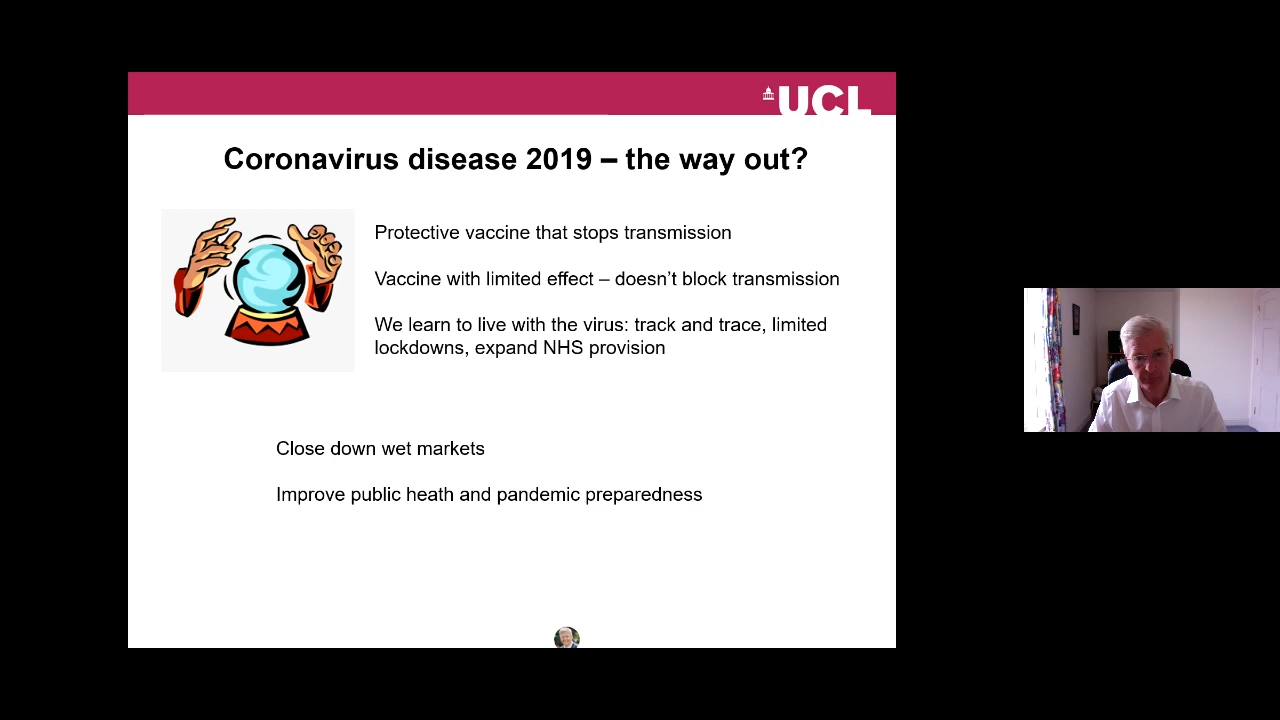 UCL
Coronavirus disease 2019 – the way out?
Protective vaccine that stops transmission
Vaccine with limited effect – doesn’t block transmission
We learn to live with the virus: track and trace, limited
lockdowns, expand NHS provision
Close down wet markets
Improve public heath and pandemic preparedness